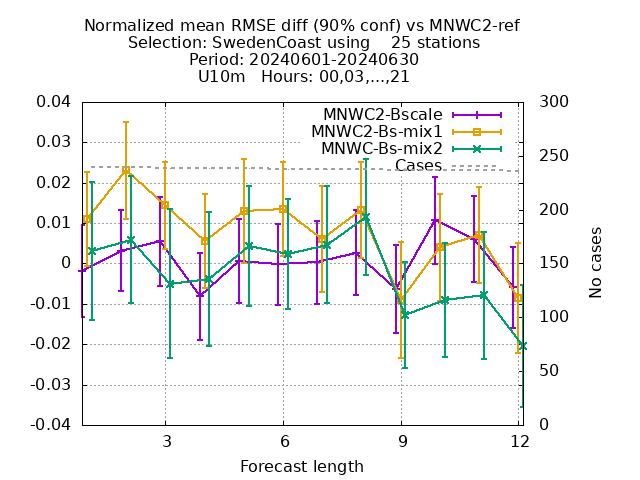 Normalized mean RMSE diff (90% conf) vs MNWC2-ref
Selection: SwedenCoast using    25 stations
Period: 20240601-20240630
U10m   Hours: 00,03,...,21
MNWC2-Bscale
MNWC2-Bs-mix1
MNWC-Bs-mix2
Cases
0.04
0.03
0.02
0.01
0
-0.01
-0.02
-0.03
-0.04
300
250
200
150
100
50
0
No cases
3
6
9
12
Forecast length